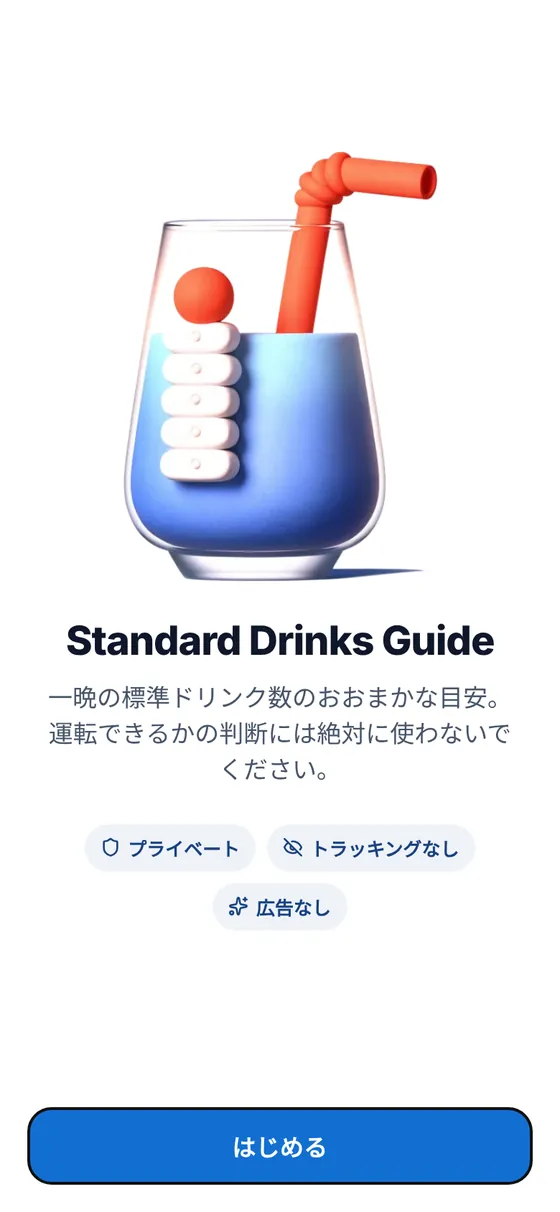 Standard Drinks Guide
一晩の標準ドリンク数のおおまかな目安。
運転できるかの判断には絶対に使わないで
ください。
プライベート
トラッキングなし
広告なし
はじめる